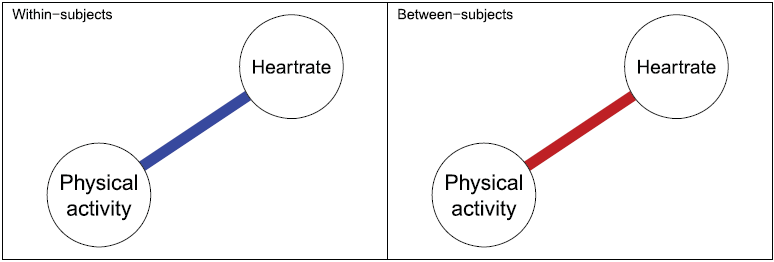 Within−subjects
Heartrate
Physical
activity
Between−subjects
Heartrate
Physical
activity